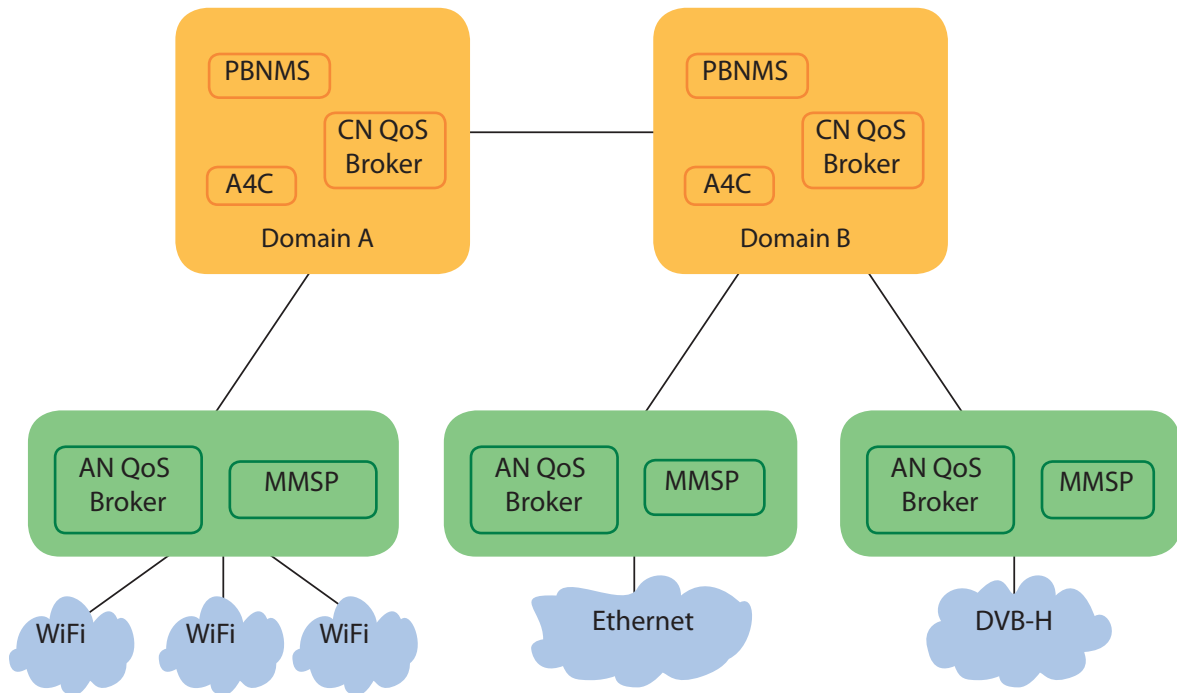 PBNMS
CN QoS
Broker
A4C
Domain A
PBNMS
CN QoS
Broker
A4C
Domain B
AN QoS
Broker
MMSP
AN QoS
Broker
MMSP
AN QoS
Broker
MMSP
WiFi
WiFi
WiFi
Ethernet
DVB-H